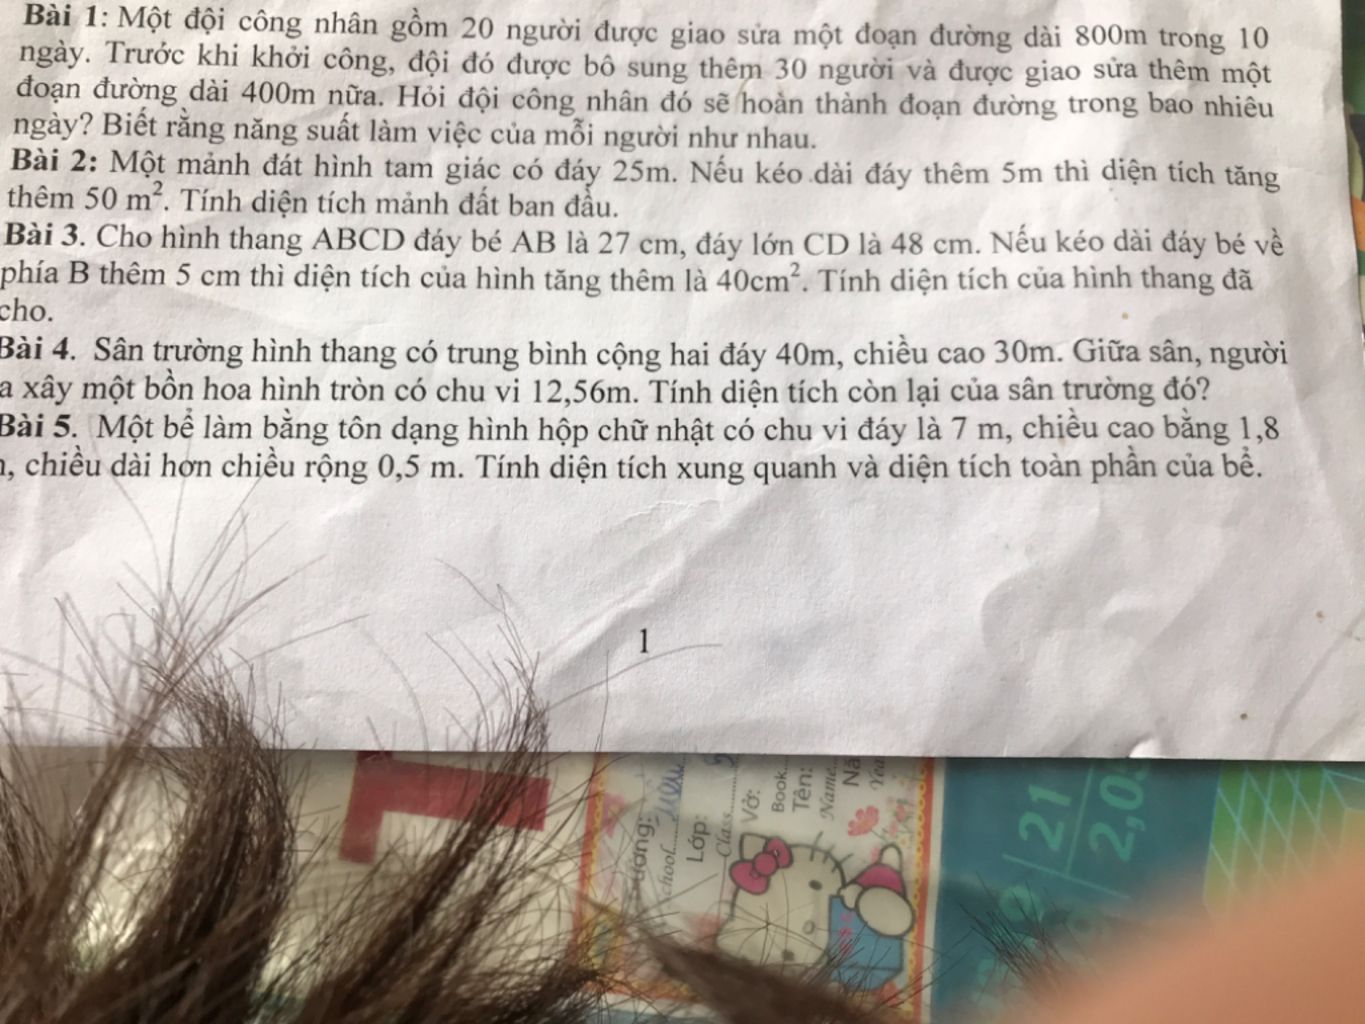 Bài 1: Một đội công nhân gồm 20 người được giao sửa một đoạn đường dài 800m trong 10
ngày. Trước khi khởi công, đội đó được bổ sung thêm 30 người và được giao sửa thêm một
đoạn đường dài 400m nữa. Hỏi đội công nhân đó sẽ hoàn thành đoạn đường trong bao nhiêu
ngày? Biết rằng năng suất làm việc của mỗi người như nhau.
Bài 2: Một mảnh đát hình tam giác có đáy 25m. Nếu kéo dài đáy thêm 5m thì diện tích tăng
thêm 50 m². Tính diện tích mảnh đất ban đầu.
Bài 3. Cho hình thang ABCD đáy bé AB là 27 cm, đáy lớn CD là 48 cm. Nếu kéo dài đáy bé về
phía B thêm 5 cm thì diện tích của hình tăng thêm là 40cm². Tính diện tích của hình thang đã
cho.
Bài 4. Sân trường hình thang có trung bình cộng hai đáy 40m, chiều cao 30m. Giữa sân, người
a xây một bồn hoa hình tròn có chu vi 12,56m. Tính diện tích còn lại của sân trường đó?
Bài 5. Một bể làm bằng tôn dạng hình hộp chữ nhật có chu vi đáy là 7 m, chiều cao bằng 1,8
, chiều dài hơn chiều rộng 0,5 m. Tính diện tích xung quanh và diện tích toàn phần của bể.
1
Lớp:
Class
Vở:
Book
Tên:
Name
21